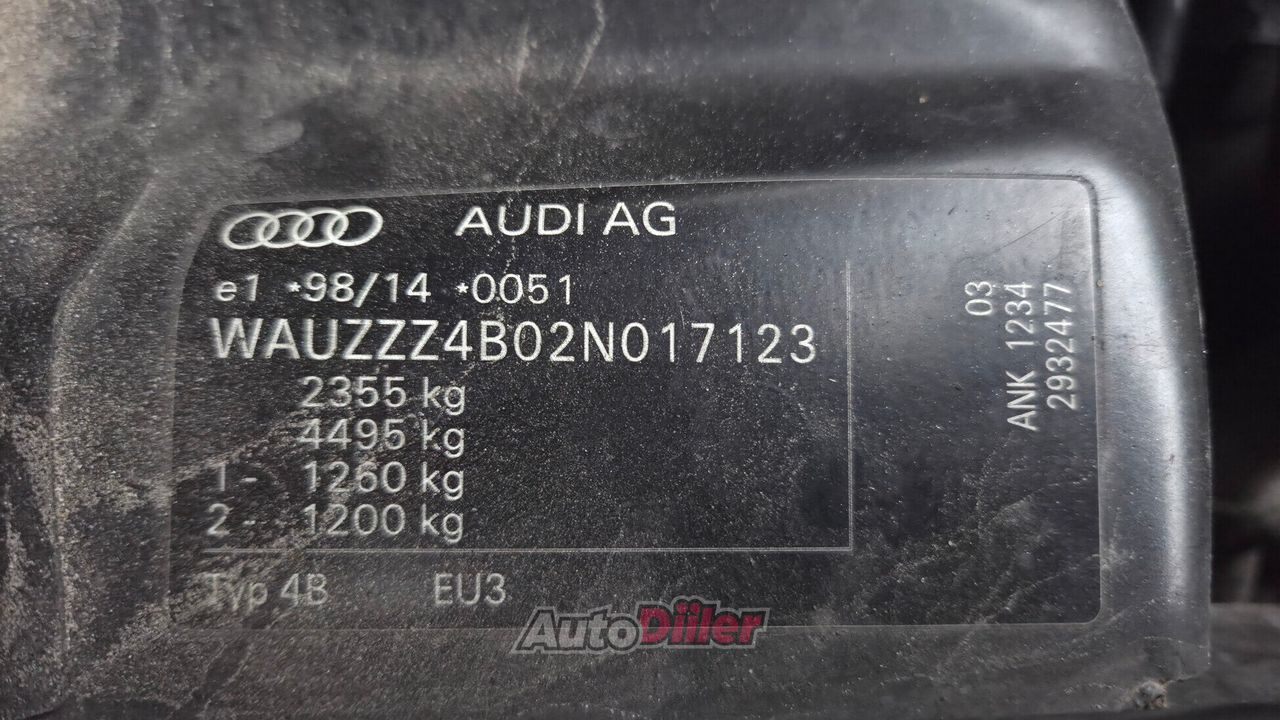 AUDI AG
e1 *98/14 *0051
WAUZZZ4B02N017123
2355 kg
4495 kg
1 - 1260 kg
2 - 1200 kg
Typ 4B EU3
03
ANK 1234
2932477
AutoDiiler